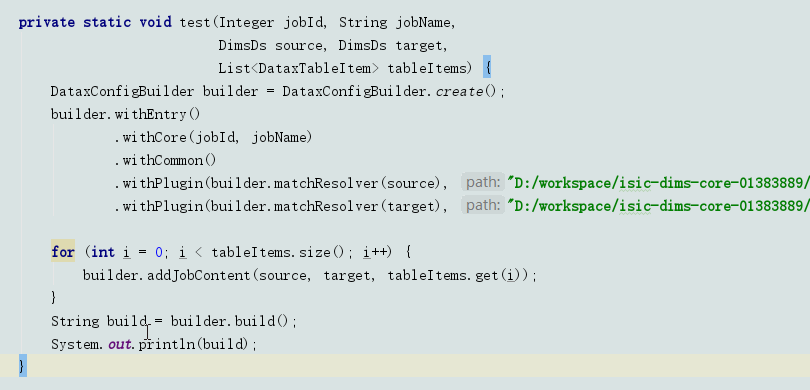 private static void test(Integer jobId, String jobName,
DimsDs source, DimsDs target,
List<DataxTableItem> tableItems) {
DataxConfigBuilder builder = DataxConfigBuilder.create();
builder.withEntry()
.withCore(jobId, jobName)
.withCommon()
.withPlugin(builder.matchResolver(source), path: "D:/workspace/isic-dims-core-01383889/
.withPlugin(builder.matchResolver(target), path: "D:/workspace/isic-dims-core-01383889/
for (int i = 0; i < tableItems.size(); i++) {
builder.addJobContent(source, target, tableItems.get(i));
}
String build = builder.build();
System.out.println(build);
}